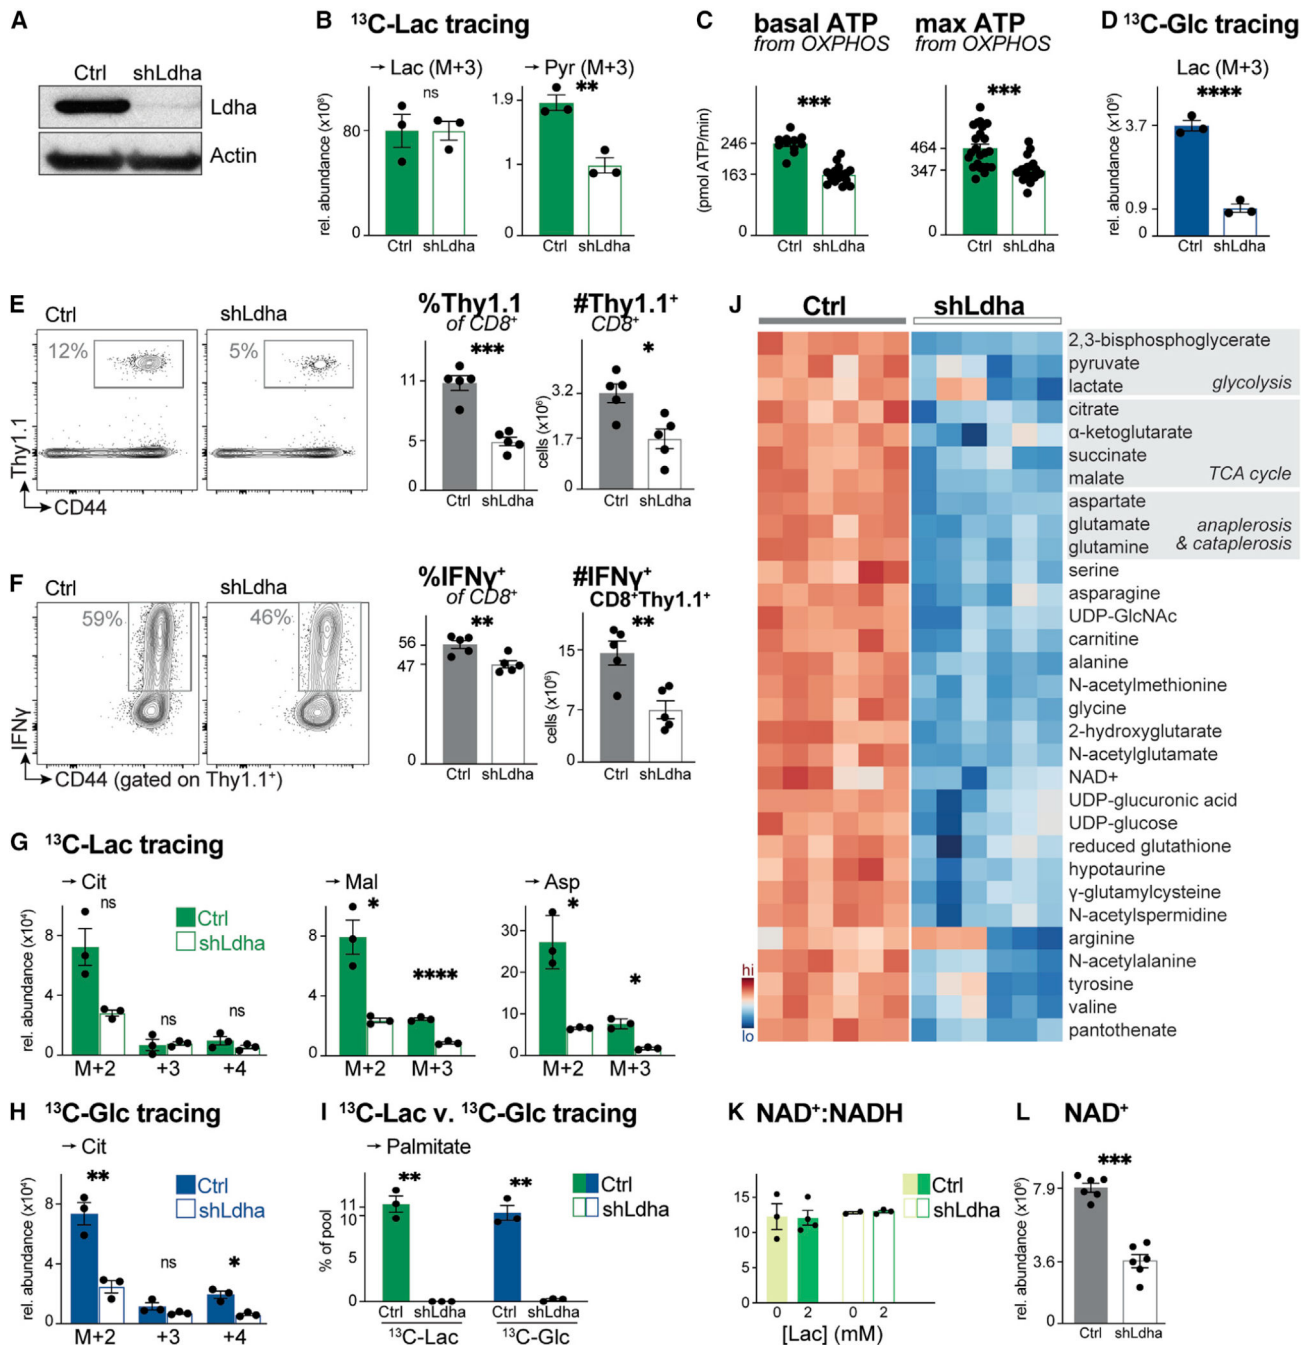 A
Ctrl shLdha
Ldha
Actin
B ¹³C-Lac tracing
→ Lac (M+3) → Pyr (M+3)
ns **
rel. abundance (x10⁸)
80
0
1.9
1
0
Ctrl shLdha Ctrl shLdha
C basal ATP max ATP
from OXPHOS from OXPHOS
*** ***
(pmol ATP/min)
246
163
0
464
347
0
Ctrl shLdha Ctrl shLdha
D ¹³C-Glc tracing
Lac (M+3)
****
rel. abundance (x10⁹)
3.7
0.9
0
Ctrl shLdha
E
Ctrl shLdha
12% 5%
Thy1.1
CD44
%Thy1.1 #Thy1.1⁺
of CD8⁺ CD8⁺
*** *
11
5
0
cells (x10⁶)
3.2
1.7
0
Ctrl shLdha Ctrl shLdha
F
Ctrl shLdha
59% 46%
IFNγ
CD44 (gated on Thy1.1⁺)
%IFNγ⁺ #IFNγ⁺
of CD8⁺ CD8⁺Thy1.1⁺
** **
56
47
0
cells (x10⁶)
15
7
0
Ctrl shLdha Ctrl shLdha
G ¹³C-Lac tracing
→ Cit → Mal → Asp
Ctrl
shLdha
rel. abundance (x10⁴)
8
4
0
ns ns ns
M+2 +3 +4
8
4
0
* ****
M+2 M+3
30
20
10
0
* *
M+2 M+3
H ¹³C-Glc tracing
→ Cit
Ctrl
shLdha
rel. abundance (x10⁴)
8
4
0
** ns *
M+2 +3 +4
I ¹³C-Lac v. ¹³C-Glc tracing
→ Palmitate
Ctrl
shLdha
** **
% of pool
11
10
5
0
Ctrl shLdha Ctrl shLdha
¹³C-Lac ¹³C-Glc
J Ctrl shLdha
2,3-bisphosphoglycerate
pyruvate
lactate glycolysis
citrate
α-ketoglutarate
succinate
malate TCA cycle
aspartate
glutamate anaplerosis
glutamine & cataplerosis
serine
asparagine
UDP-GlcNAc
carnitine
alanine
N-acetylmethionine
glycine
2-hydroxyglutarate
N-acetylglutamate
NAD+
UDP-glucuronic acid
UDP-glucose
reduced glutathione
hypotaurine
γ-glutamylcysteine
N-acetylspermidine
arginine
N-acetylalanine
tyrosine
valine
pantothenate
hi
lo
K NAD⁺:NADH
Ctrl
shLdha
15
10
5
0
0 2 0 2
[Lac] (mM)
L NAD⁺
***
rel. abundance (x10⁶)
7.9
3.6
0
Ctrl shLdha